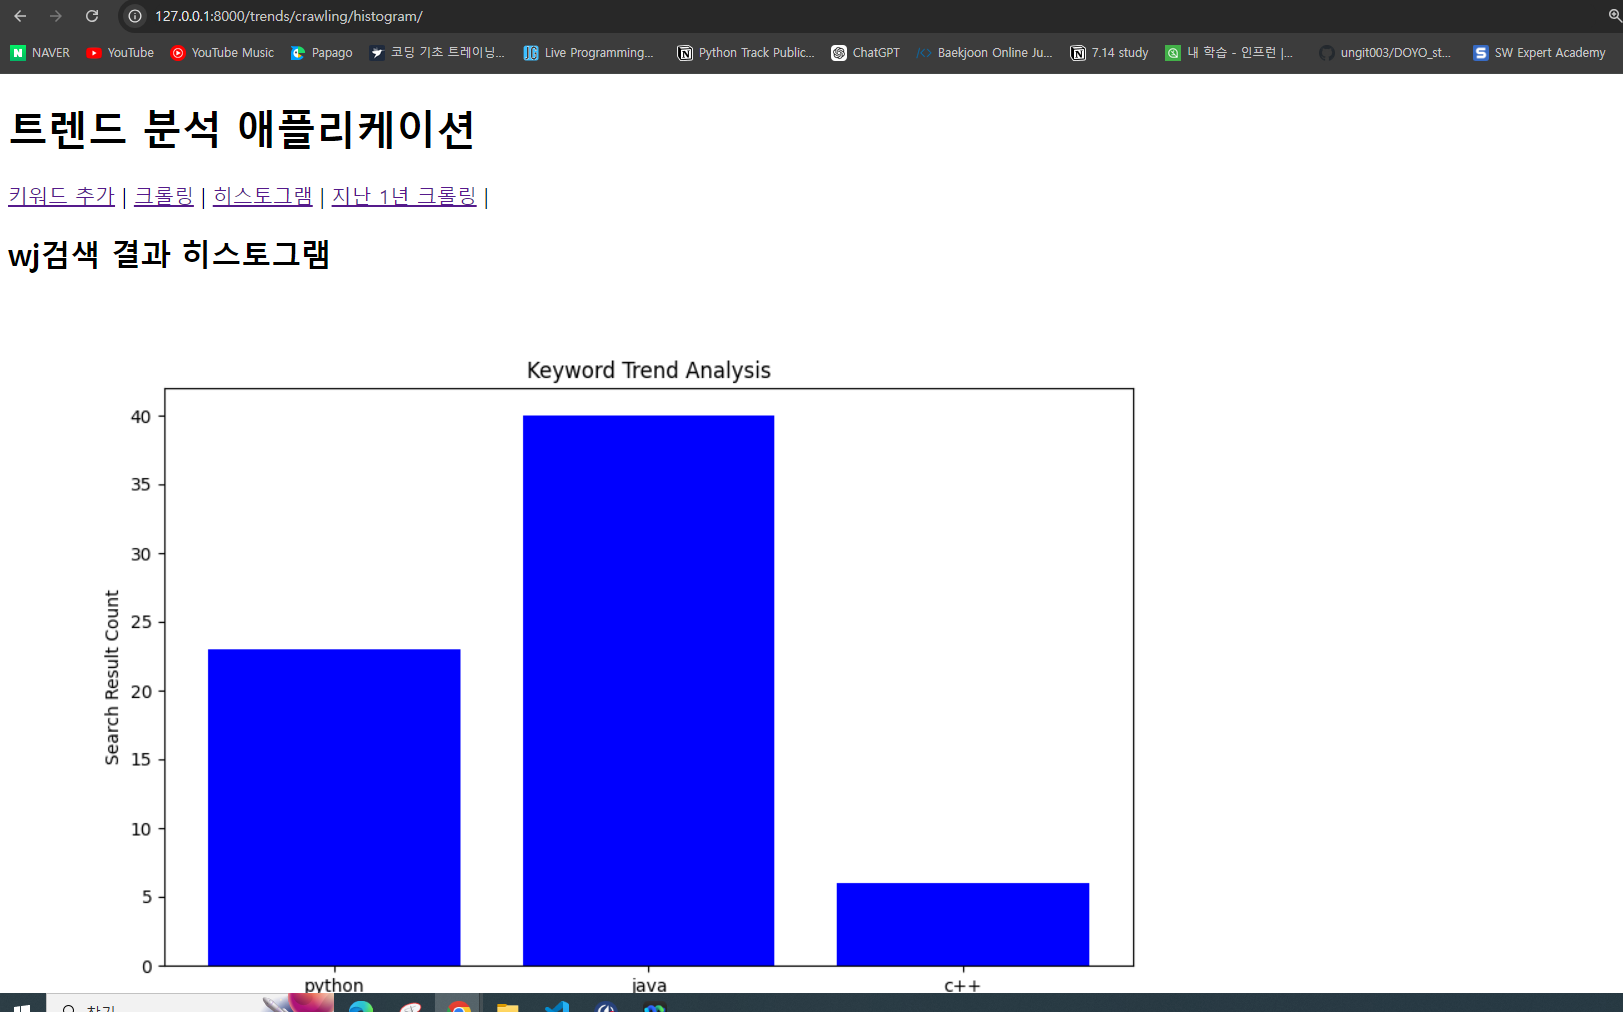 127.0.0.1:8000/trends/crawling/histogram/
NAVER YouTube YouTube Music Papago 코딩 기초 트레이닝... Live Programming... Python Track Public... ChatGPT Baekjoon Online Ju... 7.14 study 내 학습 - 인프런 |... ungit003/DOYO_st... SW Expert Academy
트렌드 분석 애플리케이션
키워드 추가 | 크롤링 | 히스토그램 | 지난 1년 크롤링 |
wj검색 결과 히스토그램
Keyword Trend Analysis
Search Result Count
40
35
30
25
20
15
10
5
0
python java c++
찾기